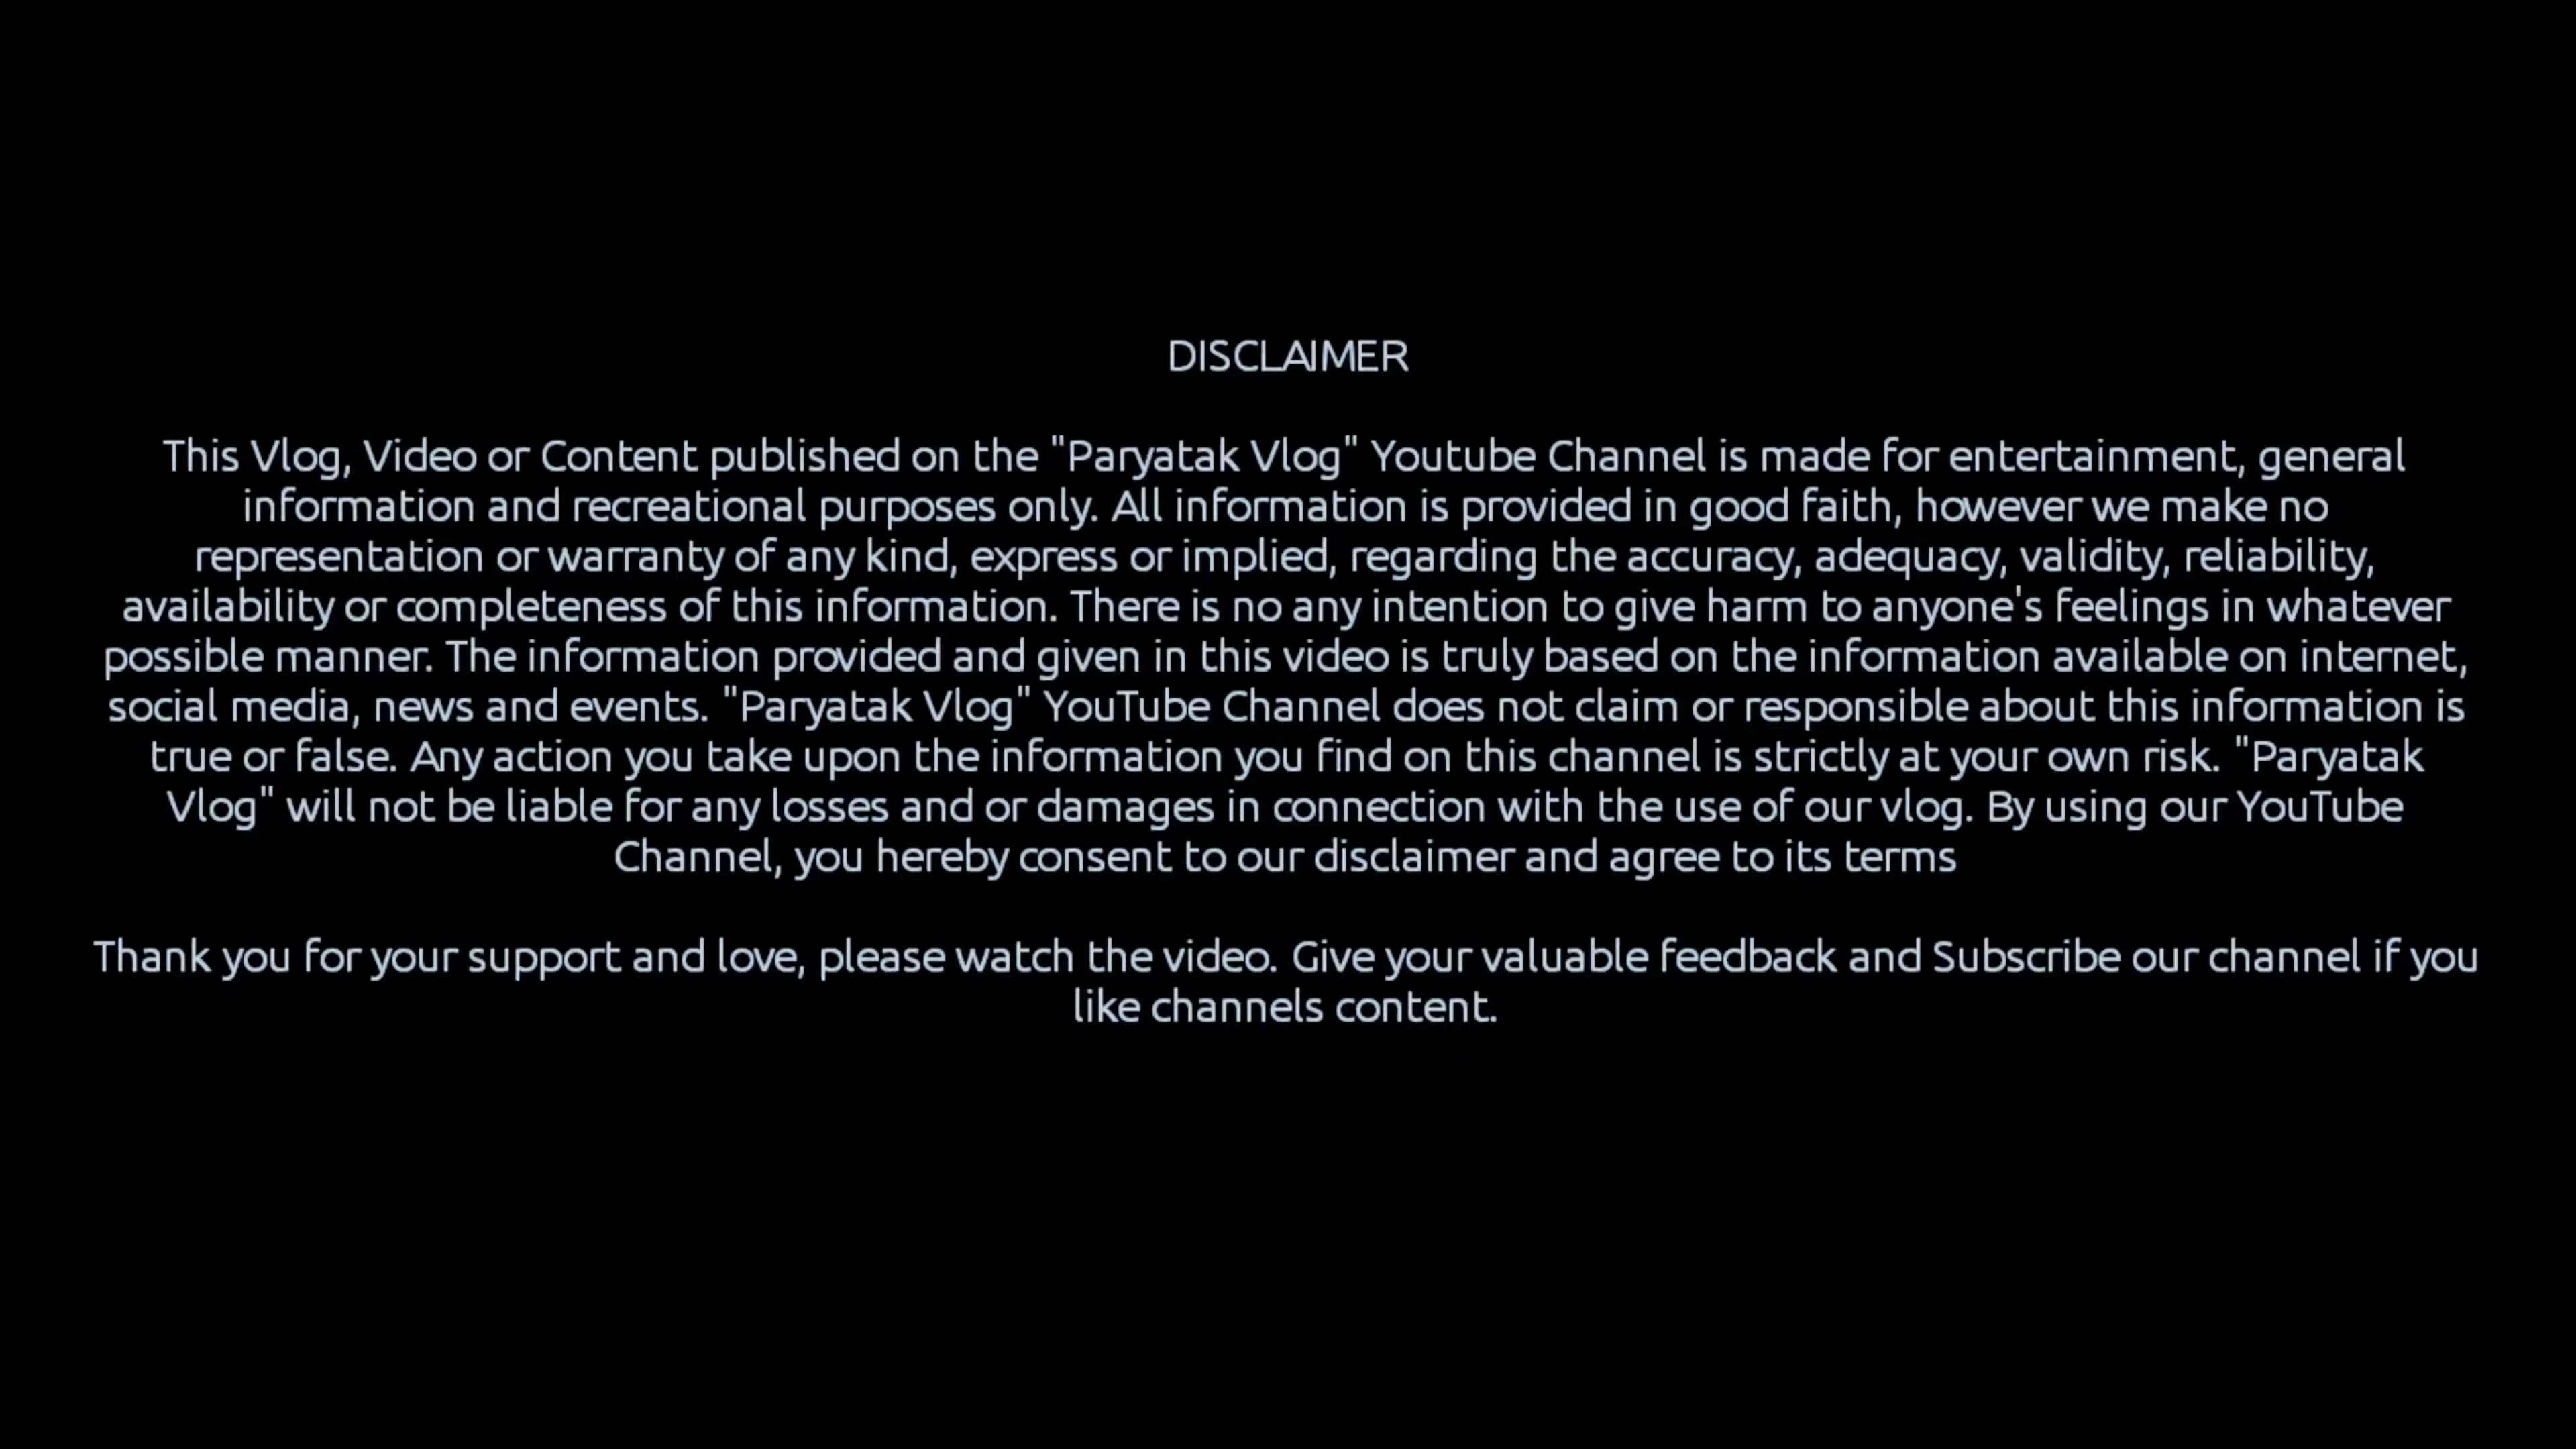 DISCLAIMER
This Vlog, Video or Content published on the "Paryatak Vlog" Youtube Channel is made for entertainment, general
information and recreational purposes only. All information is provided in good faith, however we make no
representation or warranty of any kind, express or implied, regarding the accuracy, adequacy, validity, reliability,
availability or completeness of this information. There is no any intention to give harm to anyone's feelings in whatever
possible manner. The information provided and given in this video is truly based on the information available on internet,
social media, news and events. "Paryatak Vlog" YouTube Channel does not claim or responsible about this information is
true or false. Any action you take upon the information you find on this channel is strictly at your own risk. "Paryatak
Vlog" will not be liable for any losses and or damages in connection with the use of our vlog. By using our YouTube
Channel, you hereby consent to our disclaimer and agree to its terms
Thank you for your support and love, please watch the video. Give your valuable feedback and Subscribe our channel if you
like channels content.